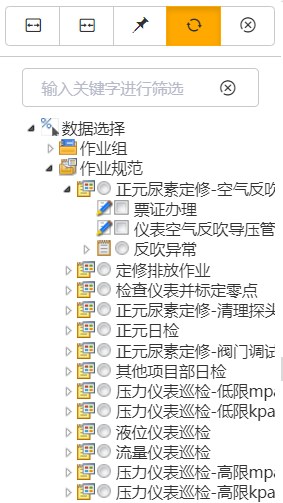 输入关键字进行筛选
数据选择
作业组
作业规范
正元尿素定修-空气反吹
票证办理
仪表空气反吹导压管
反吹异常
定修排放作业
检查仪表并标定零点
正元尿素定修-清理探头
正元日检
正元尿素定修-阀门调试
其他项目部日检
压力仪表巡检-低限mpa
压力仪表巡检-低限kpa
液位仪表巡检
流量仪表巡检
压力仪表巡检-高限mpa
压力仪表巡检-高限kpa